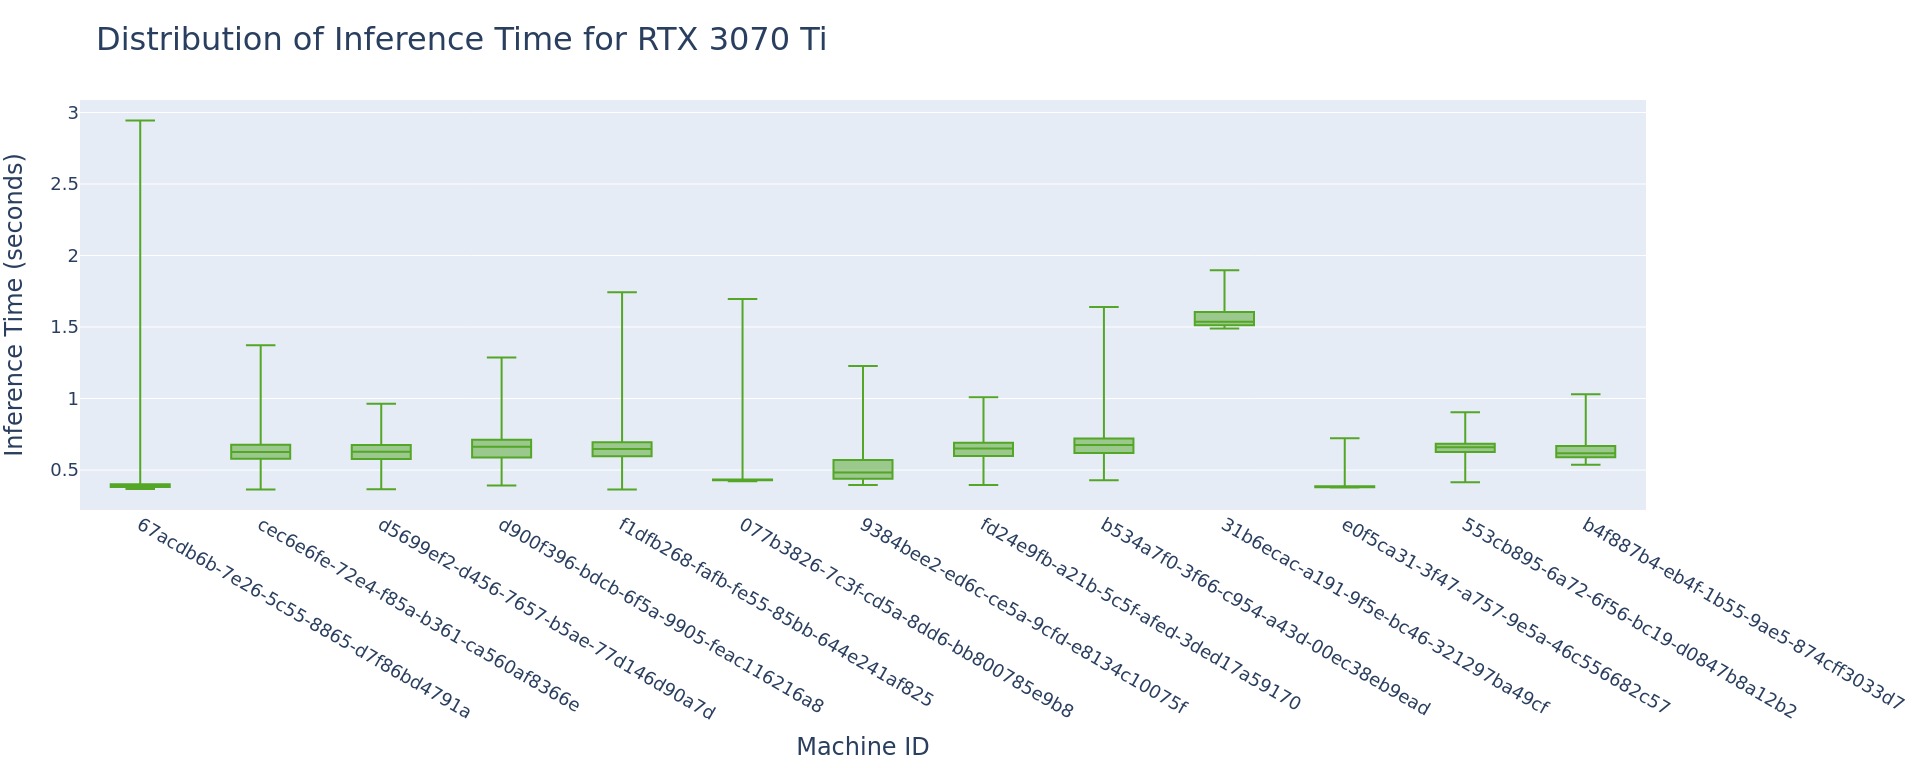 Distribution of Inference Time for RTX 3070 Ti
Inference Time (seconds)
3
2.5
2
1.5
1
0.5
67acdb6b-7e26-5c55-8865-d7f86bd4791a
cec6e6fe-72e4-f85a-b361-ca560af8366e
d5699ef2-d456-7657-b5ae-77d146d90a7d
d900f396-bdcb-6f5a-9905-feac116216a8
f1dfb268-fafb-fe55-85bb-644e241af825
077b3826-7c3f-cd5a-8dd6-bb800785e9b8
9384bee2-ed6c-ce5a-9cfd-e8134c10075f
fd24e9fb-a21b-5c5f-afed-3ded17a59170
b534a7f0-3f66-c954-a43d-00ec38eb9ead
31b6ecac-a191-9f5e-bc46-321297ba49cf
e0f5ca31-3f47-a757-9e5a-46c556682c57
553cb895-6a72-6f56-bc19-d0847b8a12b2
b4f887b4-eb4f-1b55-9ae5-874cff3033d7
Machine ID